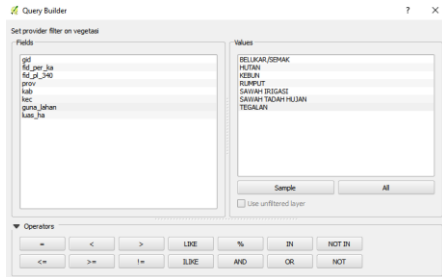 Query Builder
? ×
Set provider filter on vegetasi
Fields
gid
fid_per_ka
fid_pl_340
prov
kab
kec
guna_lahan
luas_ha
Values
BELUKAR/SEMAK
HUTAN
KEBUN
RUMPUT
SAWAH IRIGASI
SAWAH TADAH HUJAN
TEGALAN
Sample All
Use unfiltered layer
Operators
= < > LIKE % IN NOT IN
<= >= != ILIKE AND OR NOT